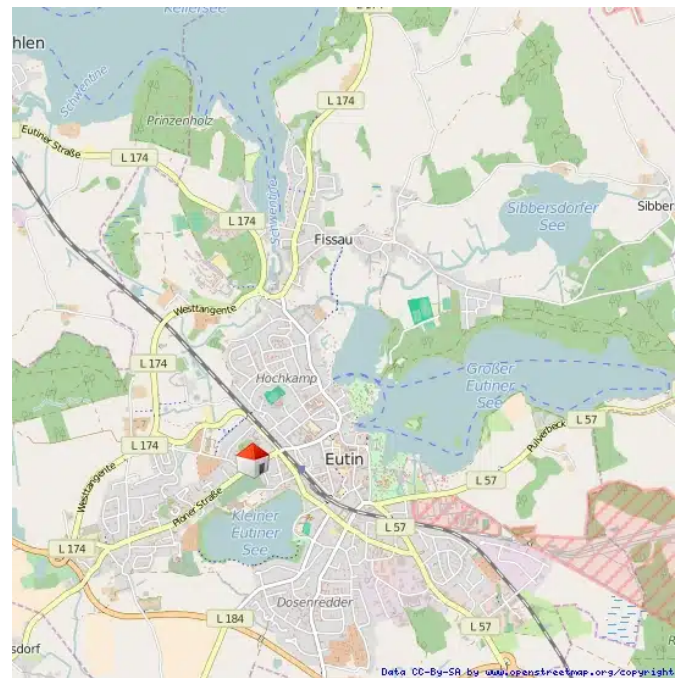 Kellersee
hlen
Schwentine
L 174
Prinzenholz
Eutiner Straße
L 174
L 174
Schwentine
Fissau
Sibbersdorfer
See
Sibber
Westtangente
L 174
Hochkamp
Großer
Eutiner
See
L 57
Pulverbeck
L 174
Eutin
L 57
Westtangente
Plöner Straße
Kleiner
Eutiner
See
L 57
L 174
Dosenredder
L 184
L 57
sdorf
R
Data CC-By-SA by www.openstreetmap.org/copyright